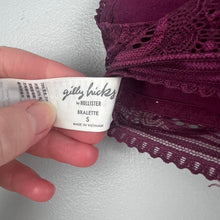 gilly hicks
by HOLLISTER
BRALETTE
S
MADE IN VIETNAM